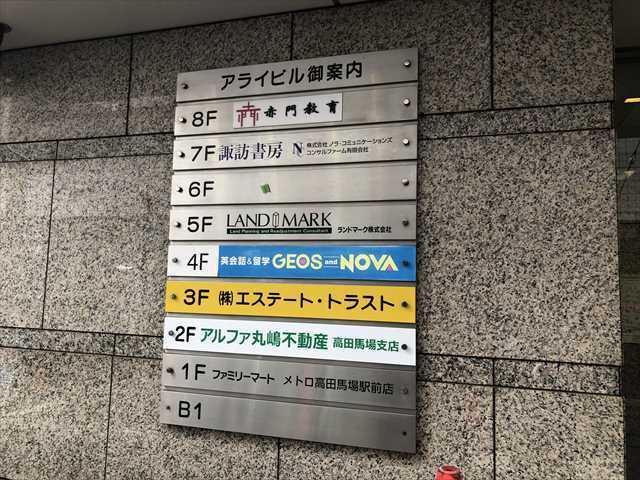 アライビル御案内
8F 赤門教育
7F 諏訪書房 N 株式会社 ノラ・コミュニケーションズ
コンサルファーム有限会社
6F
5F LANDMARK ランドマーク株式会社
Land Planning and Readjustment Consultant
4F 英会話&留学 GEOS and NOVA
3F ㈱エステート・トラスト
2F アルファ丸嶋不動産 高田馬場支店
1F ファミリーマート メトロ高田馬場駅前店
B1